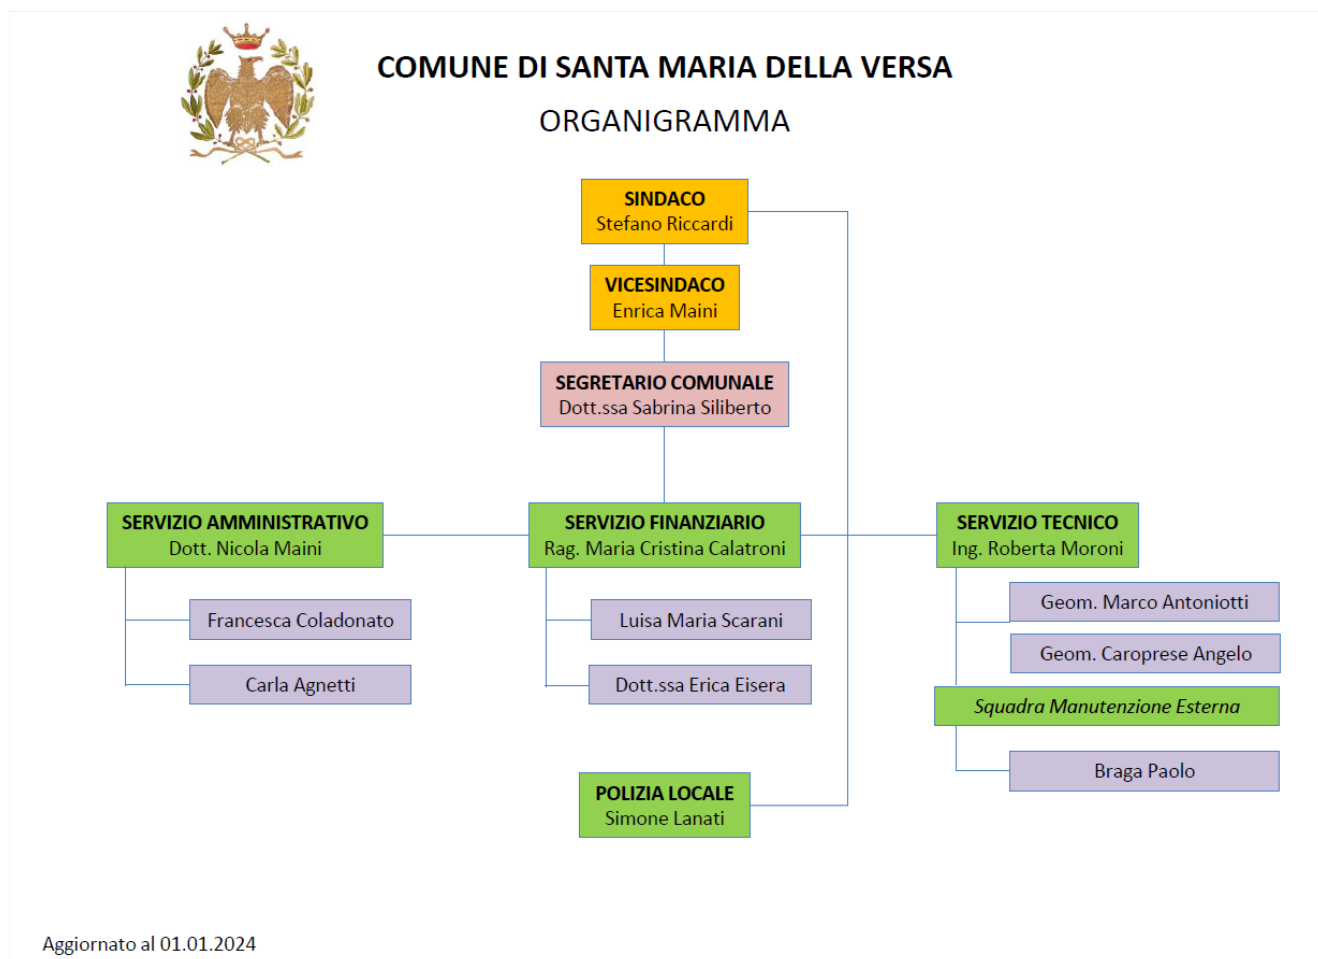 COMUNE DI SANTA MARIA DELLA VERSA
ORGANIGRAMMA
SINDACO
Stefano Riccardi
VICESINDACO
Enrica Maini
SEGRETARIO COMUNALE
Dott.ssa Sabrina Siliberto
SERVIZIO AMMINISTRATIVO
Dott. Nicola Maini
Francesca Coladonato
Carla Agnetti
SERVIZIO FINANZIARIO
Rag. Maria Cristina Calatroni
Luisa Maria Scarani
Dott.ssa Erica Eisera
SERVIZIO TECNICO
Ing. Roberta Moroni
Geom. Marco Antoniotti
Geom. Caroprese Angelo
Squadra Manutenzione Esterna
Braga Paolo
POLIZIA LOCALE
Simone Lanati
Aggiornato al 01.01.2024